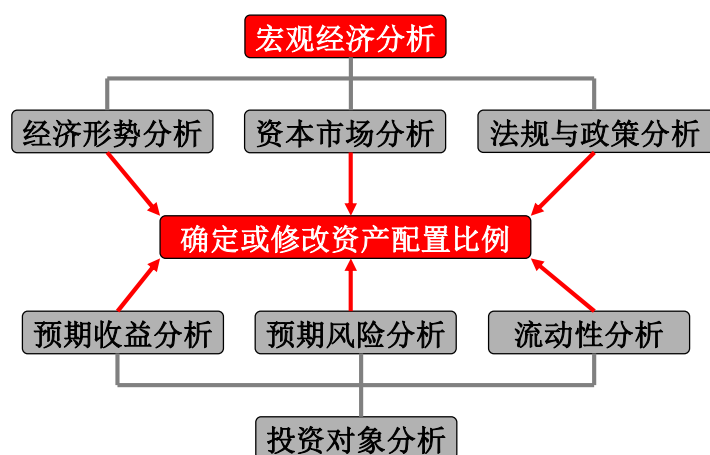 宏观经济分析
经济形势分析
资本市场分析
法规与政策分析
确定或修改资产配置比例
预期收益分析
预期风险分析
流动性分析
投资对象分析